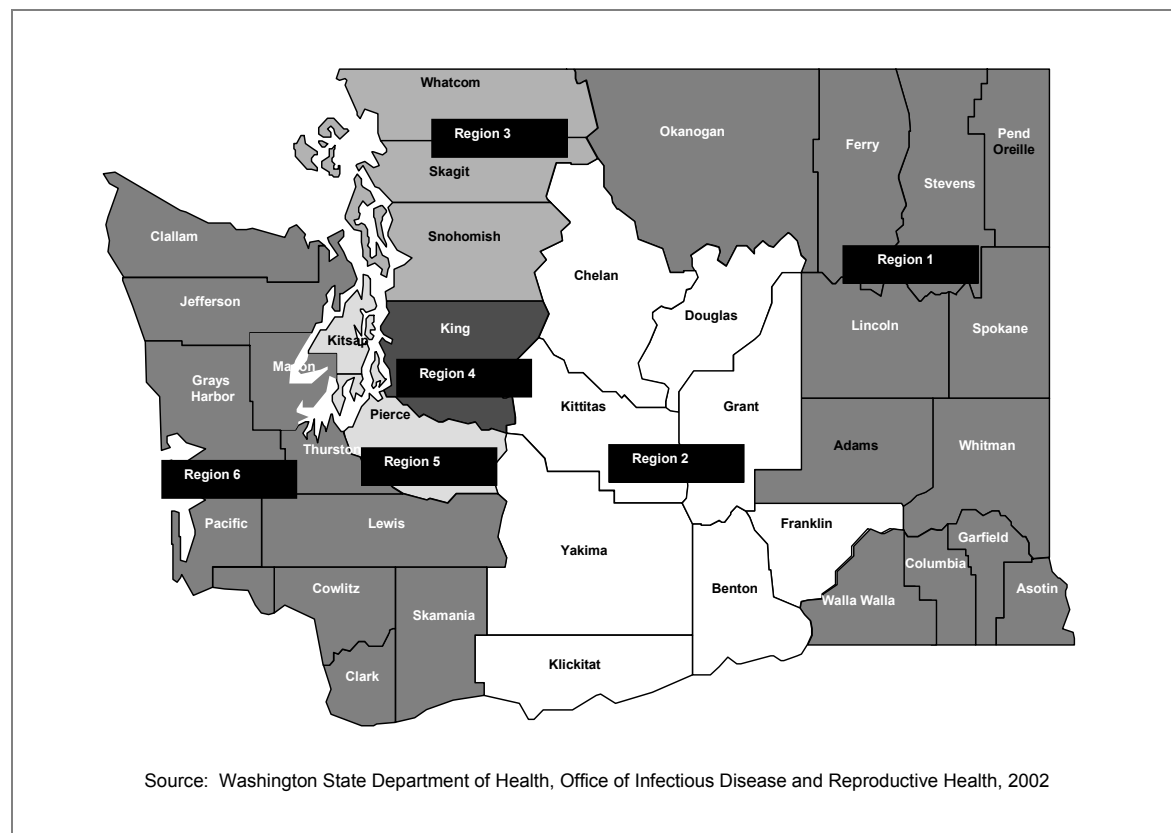 Whatcom
Region 3
Okanogan
Ferry
Pend
Oreille
Skagit
Stevens
Clallam
Snohomish
Region 1
Chelan
Jefferson
Douglas
King
Lincoln
Spokane
Kitsap
Mason
Region 4
Grays
Harbor
Kittitas
Grant
Pierce
Adams
Whitman
Thurston
Region 5
Region 2
Region 6
Pacific
Lewis
Franklin
Garfield
Yakima
Columbia
Cowlitz
Benton
Asotin
Walla Walla
Skamania
Klickitat
Clark
Source: Washington State Department of Health, Office of Infectious Disease and Reproductive Health, 2002